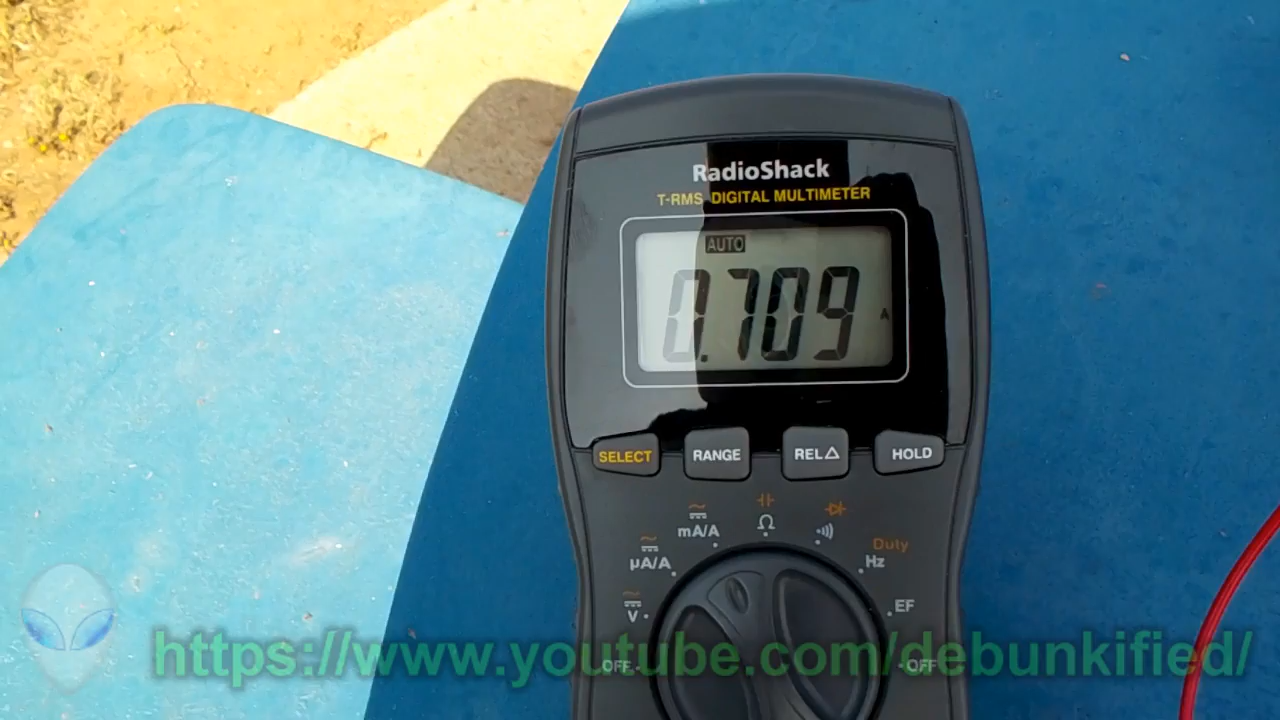 RadioShack
T-RMS DIGITAL MULTIMETER
AUTO
0.709
A
SELECT RANGE REL△ HOLD
mA/A Ω Duty
µA/A Hz
V EF
OFF OFF
https://www.youtube.com/debunkified/